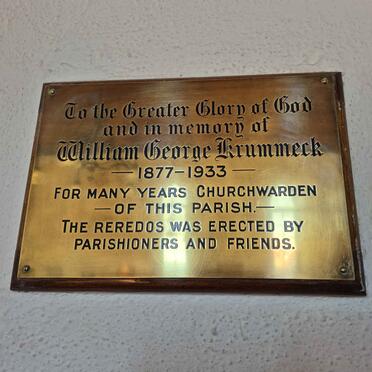 To the Greater Glory of God
and in memory of
William George Krummeck
— 1877–1933 —
FOR MANY YEARS CHURCHWARDEN
— OF THIS PARISH. —
THE REREDOS WAS ERECTED BY
PARISHIONERS AND FRIENDS.